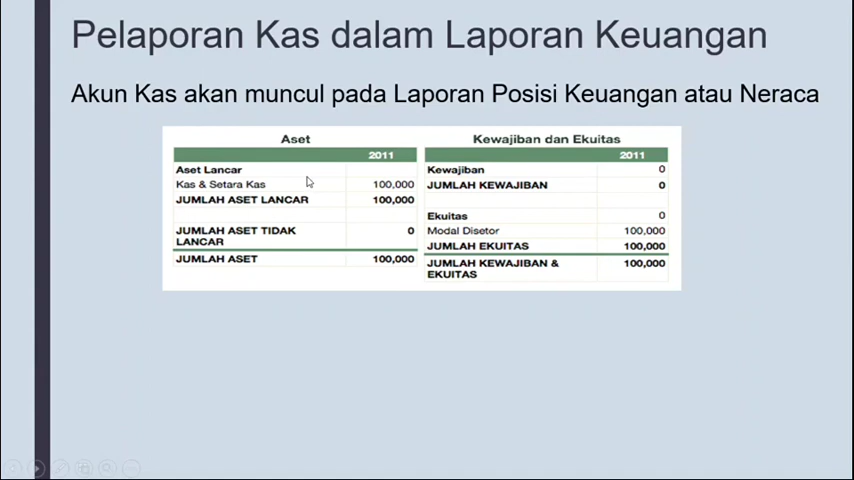 Pelaporan Kas dalam Laporan Keuangan
Akun Kas akan muncul pada Laporan Posisi Keuangan atau Neraca
Aset
2011
Aset Lancar
Kas & Setara Kas 100,000
JUMLAH ASET LANCAR 100,000
JUMLAH ASET TIDAK 0
LANCAR
JUMLAH ASET 100,000
Kewajiban dan Ekuitas
2011
Kewajiban 0
JUMLAH KEWAJIBAN 0
Ekuitas 0
Modal Disetor 100,000
JUMLAH EKUITAS 100,000
JUMLAH KEWAJIBAN & 100,000
EKUITAS